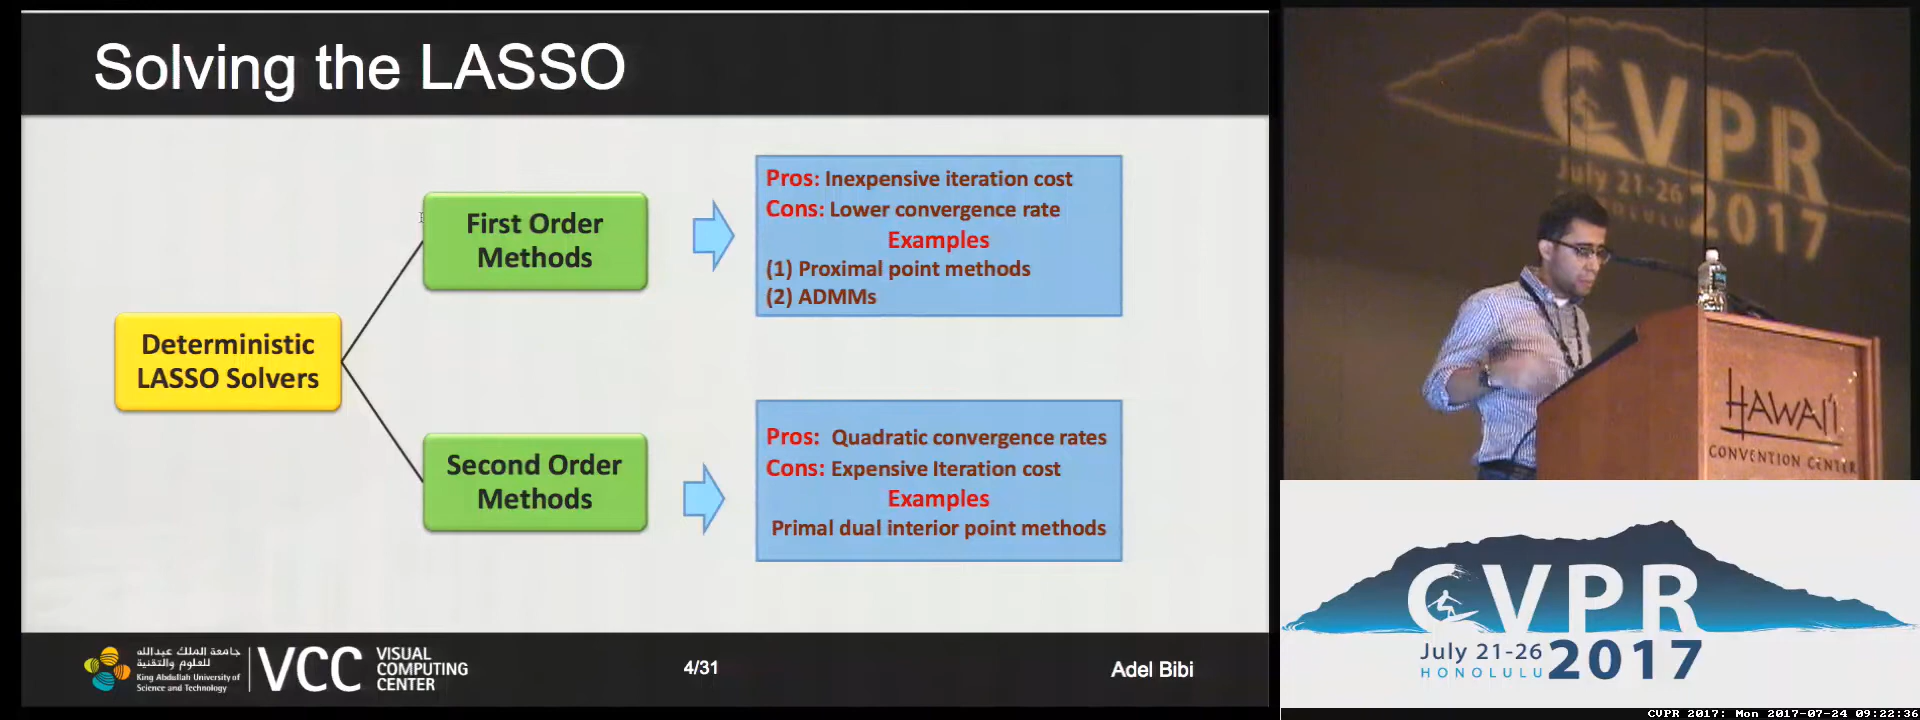 Solving the LASSO
Deterministic
LASSO Solvers
First Order
Methods
Pros: Inexpensive iteration cost
Cons: Lower convergence rate
Examples
(1) Proximal point methods
(2) ADMMs
Second Order
Methods
Pros: Quadratic convergence rates
Cons: Expensive Iteration cost
Examples
Primal dual interior point methods
جامعة الملك عبدالله
للعلوم والتقنية
King Abdullah University of
Science and Technology
VCC
VISUAL
COMPUTING
CENTER
4/31
Adel Bibi
CVPR
July 21-26
HONOLULU
2017
HAWAI'I
CONVENTION CENTER
CVPR
July 21-26
HONOLULU
2017
CVPR 2017: Mon 2017-07-24 09:22:36